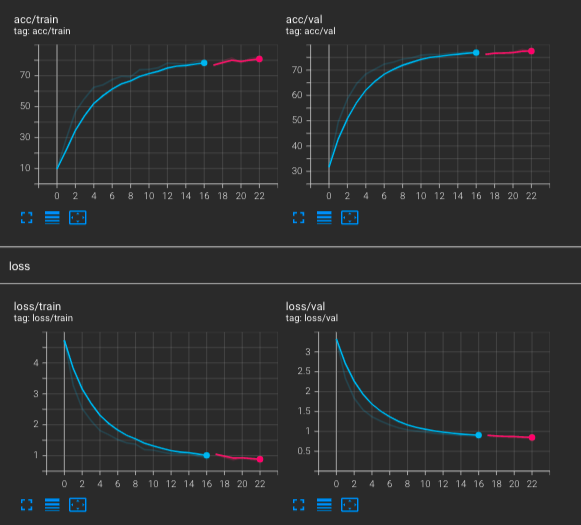 acc/train
tag: acc/train
70
50
30
10
0 2 4 6 8 10 12 14 16 18 20 22
acc/val
tag: acc/val
70
60
50
40
30
0 2 4 6 8 10 12 14 16 18 20 22
loss
loss/train
tag: loss/train
4
3
2
1
0 2 4 6 8 10 12 14 16 18 20 22
loss/val
tag: loss/val
3
2.5
2
1.5
1
0.5
0 2 4 6 8 10 12 14 16 18 20 22